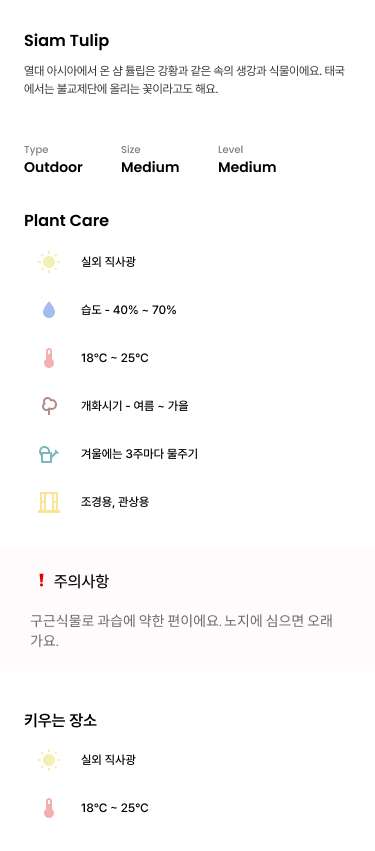 Siam Tulip
열대 아시아에서 온 샴 튤립은 강황과 같은 속의 생강과 식물이에요. 태국
에서는 불교제단에 올리는 꽃이라고도 해요.
Type
Size
Level
Outdoor
Medium
Medium
Plant Care
실외 직사광
습도 - 40% ~ 70%
18℃ ~ 25℃
개화시기 - 여름 ~ 가을
겨울에는 3주마다 물주기
조경용, 관상용
❗ 주의사항
구근식물로 과습에 약한 편이에요. 노지에 심으면 오래
가요.
키우는 장소
실외 직사광
18℃ ~ 25℃